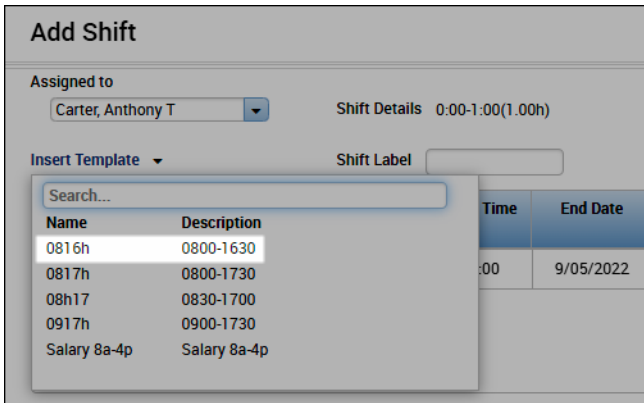 Add Shift
Assigned to
Carter, Anthony T
Shift Details 0:00-1:00(1.00h)
Insert Template
Shift Label
Search...
Name Description
0816h 0800-1630
0817h 0800-1730
08h17 0830-1700
0917h 0900-1730
Salary 8a-4p Salary 8a-4p
Time End Date
:00 9/05/2022